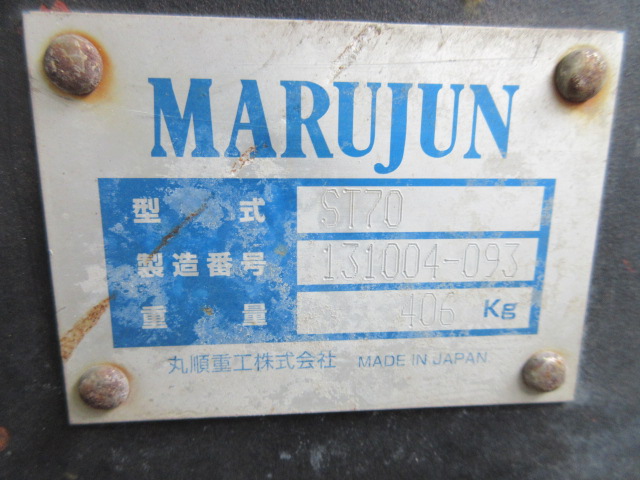 MARUJUN
型式 ST70
製造番号 131004-093
重量 406 Kg
丸順重工株式会社 MADE IN JAPAN